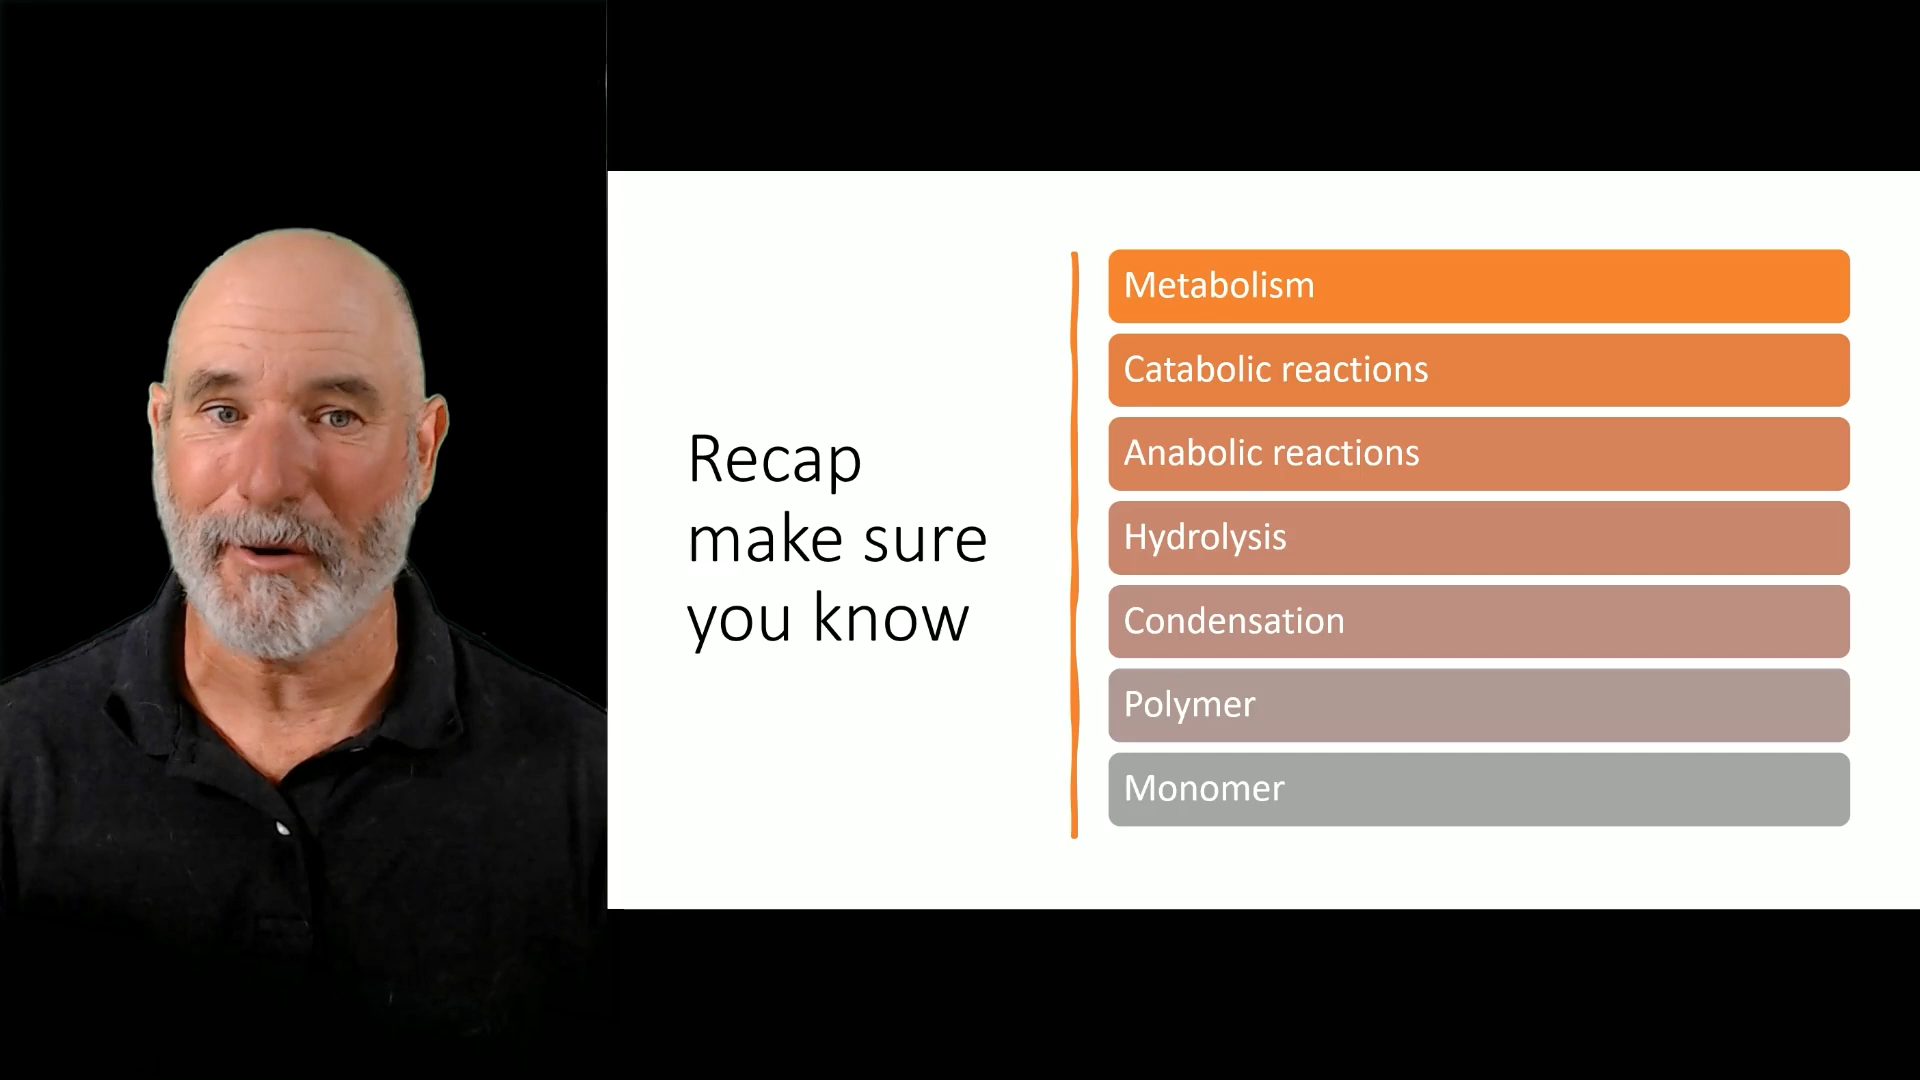 Recap
make sure
you know
Metabolism
Catabolic reactions
Anabolic reactions
Hydrolysis
Condensation
Polymer
Monomer